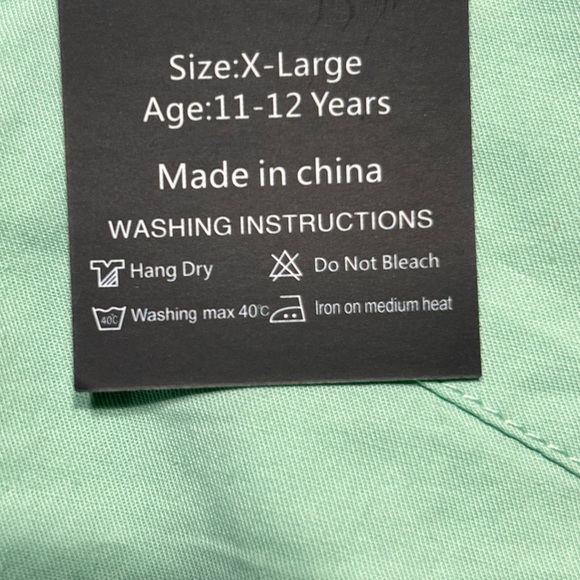 Size:X-Large
Age:11-12 Years
Made in china
WASHING INSTRUCTIONS
Hang Dry
Do Not Bleach
40℃ Washing max 40℃
Iron on medium heat